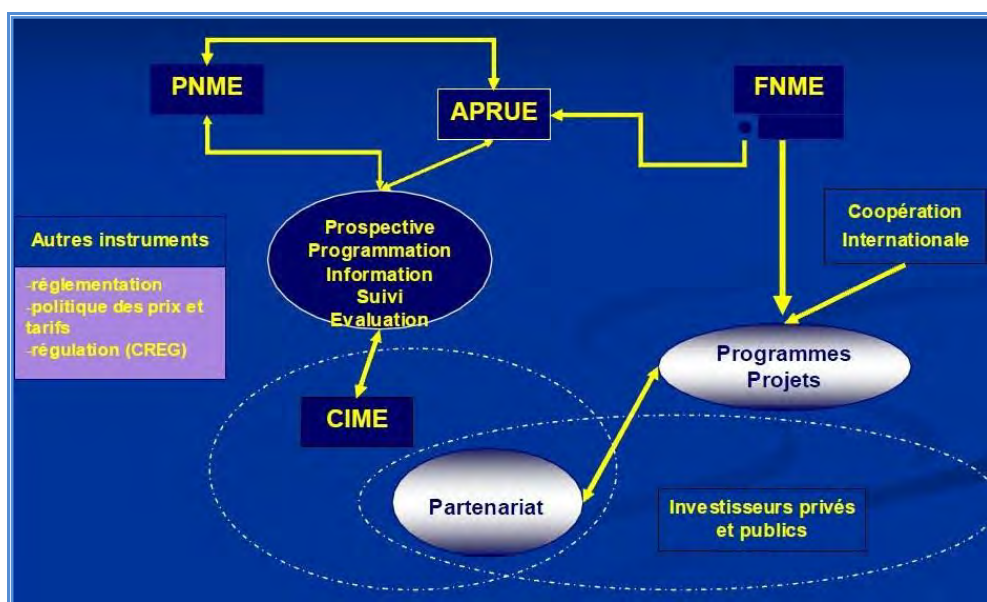 PNME
APRUE
FNME
Prospective
Programmation
Information
Suivi
Evaluation
Autres instruments
-réglementation
-politique des prix et
tarifs
-régulation (CREG)
Coopération
Internationale
Programmes
Projets
CIME
Partenariat
Investisseurs privés
et publics